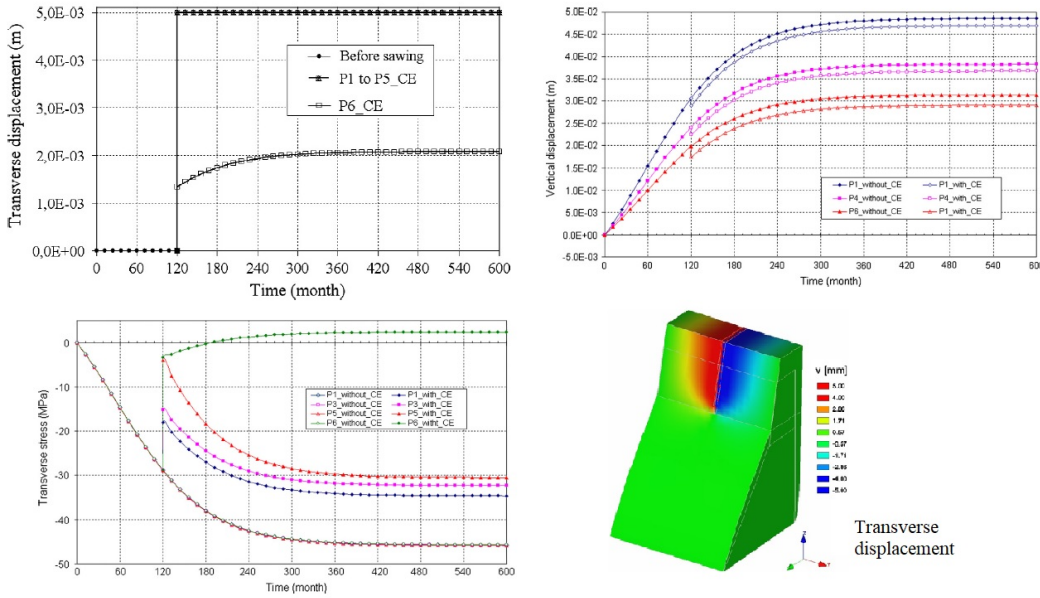 Transverse displacement (m)
5,0E-03
4,0E-03
3,0E-03
2,0E-03
1,0E-03
0,0E+00
Before sawing
P1 to P5_CE
P6_CE
0 60 120 180 240 300 360 420 480 540 600
Time (month)
Vertical displacement (m)
5.0E-02
4.5E-02
4.0E-02
3.5E-02
3.0E-02
2.5E-02
2.0E-02
1.5E-02
1.0E-02
5.0E-03
0.0E+00
-5.0E-03
P1_without_CE P1_with_CE
P4_without_CE P4_with_CE
P6_without_CE P1_with_CE
0 60 120 180 240 300 360 420 480 540 600
Time (month)
Transverse stress (MPa)
0
-10
-20
-30
-40
-50
P1_without_CE P1_with_CE
P3_without_CE P3_with_CE
P5_without_CE P5_with_CE
P6_without_CE P6_witht_CE
0 60 120 180 240 300 360 420 480 540 600
Time (month)
v [mm]
5.00
4.00
1.71
-1.71
Transverse
displacement